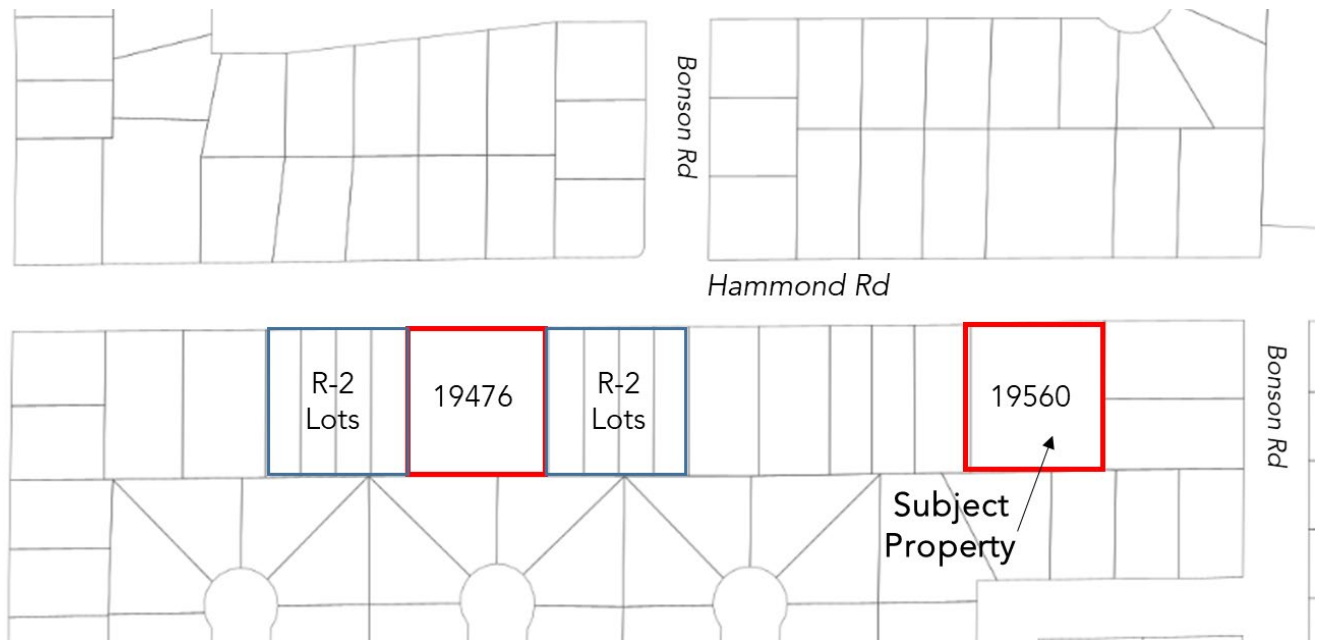 Bonson Rd
Hammond Rd
R-2
Lots
19476
R-2
Lots
19560
Bonson Rd
Subject
Property